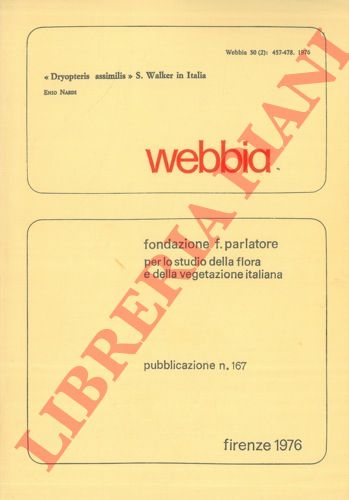 Webbia 30 (2): 457-478, 1976
« Dryopteris assimilis » S. Walker in Italia
Enio Nardi
webbia
fondazione f. parlatore
per lo studio della flora
e della vegetazione italiana
pubblicazione n. 167
firenze 1976
LIBRERIA PIANI